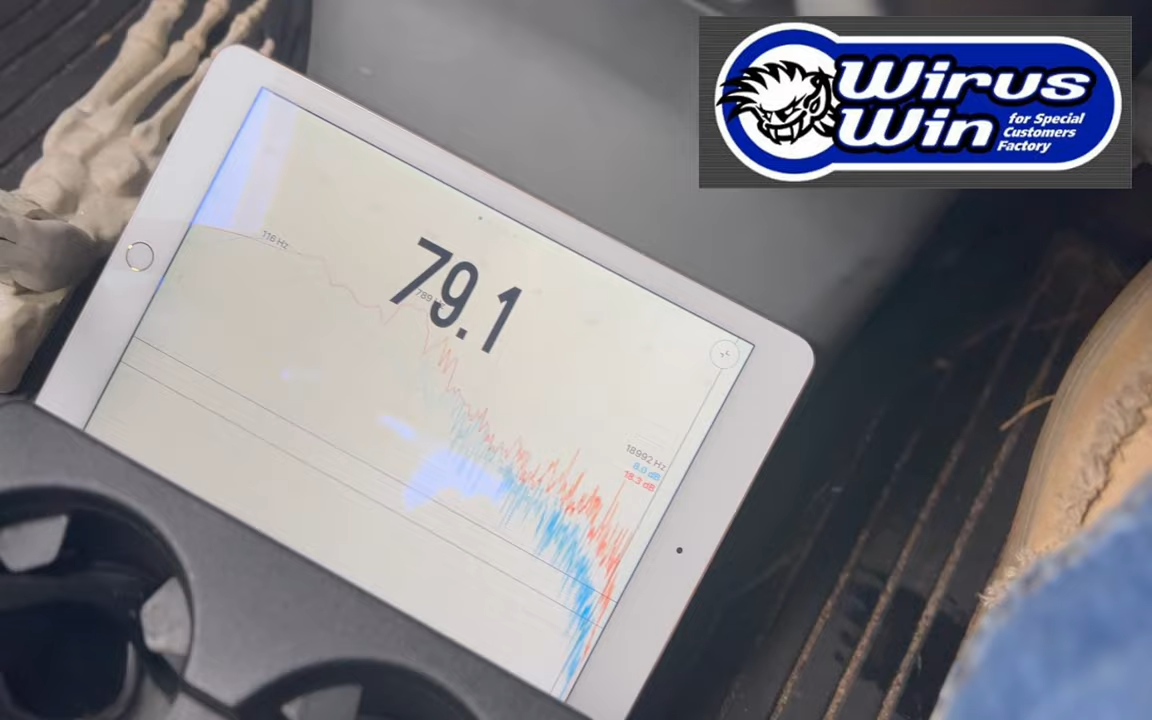 Wirus
Win
for Special
Customers
Factory
116 Hz
79.1
18992 Hz
8.0 dB
18.3 dB